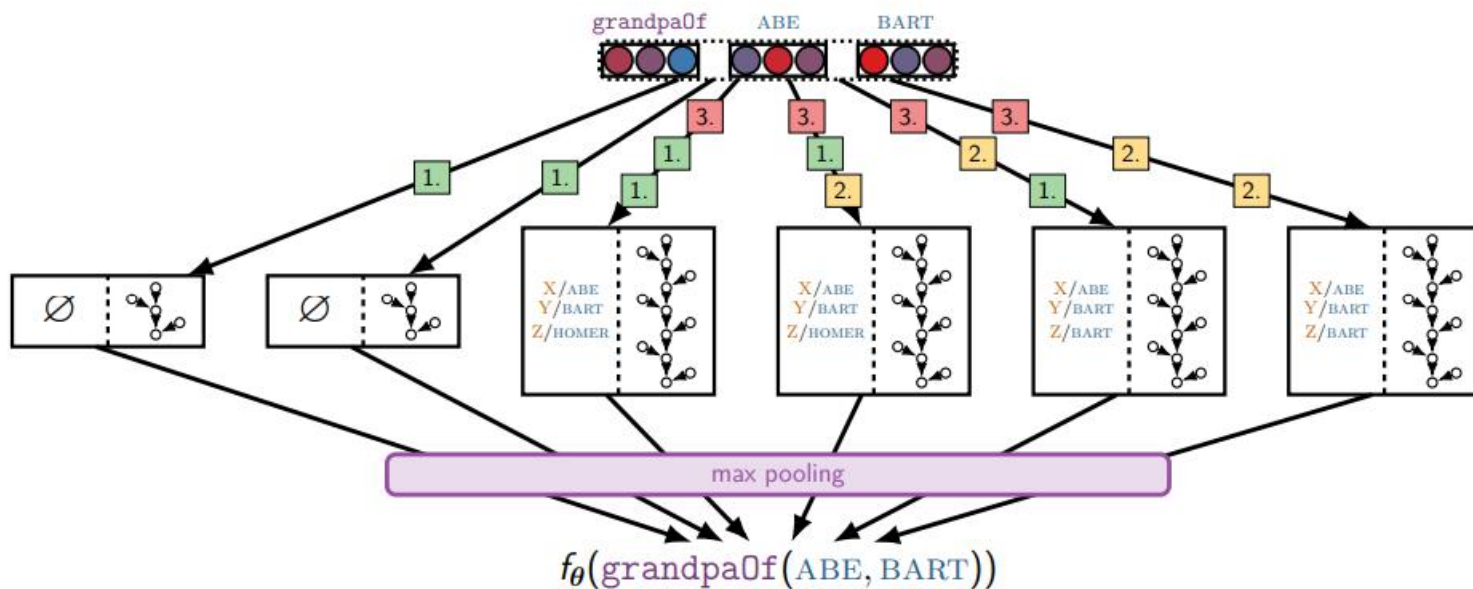 grandpaOf ABE BART
3. 3. 3. 3.
1. 1. 2. 2.
1. 1. 1. 2. 1. 2.
∅ ∅
X/ABE X/ABE X/ABE X/ABE
Y/BART Y/BART Y/BART Y/BART
Z/HOMER Z/HOMER Z/BART Z/BART
max pooling
fθ(grandpaOf(ABE, BART))